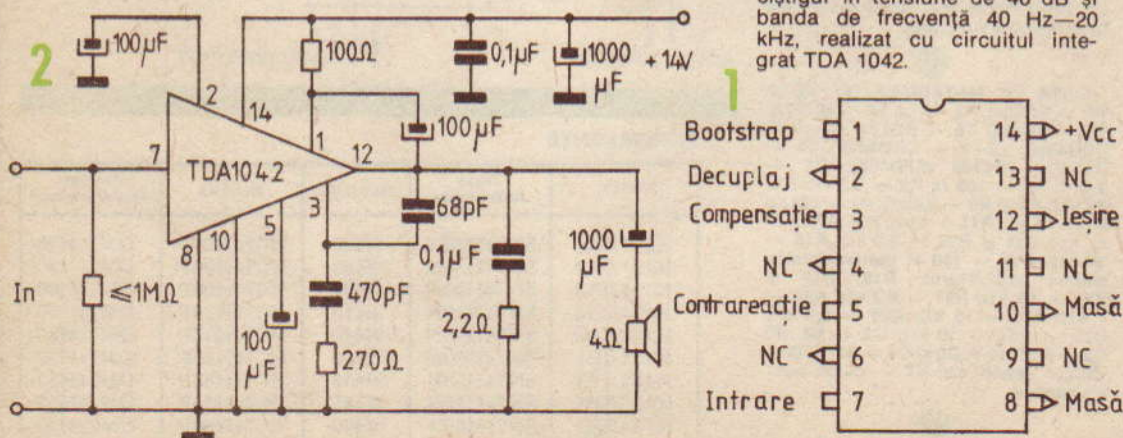 cîștigul în tensiune de 40 dB și
banda de frecvență 40 Hz—20
kHz, realizat cu circuitul inte-
grat TDA 1042.
2
100µF
2
14
100Ω
0,1µF
1000
µF
+14V
1
100µF
7
TDA1042
12
3
5
8
10
68pF
0,1µF
1000
µF
In
≤1MΩ
100
µF
470pF
270Ω
2,2Ω
4Ω
1
Bootstrap 1 14 +Vcc
Decuplaj 2 13 NC
Compensație 3 12 Ieșire
NC 4 11 NC
Contrareacție 5 10 Masă
NC 6 9 NC
Intrare 7 8 Masă